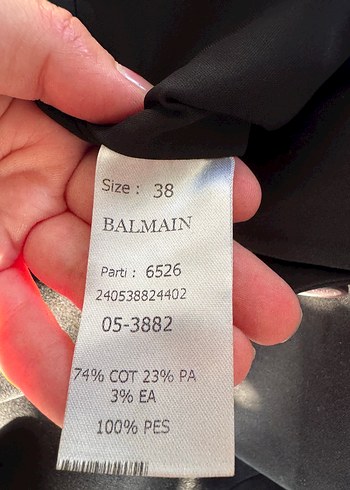 Size : 38
BALMAIN
Parti : 6526
240538824402
05-3882
74% COT 23% PA
3% EA
100% PES